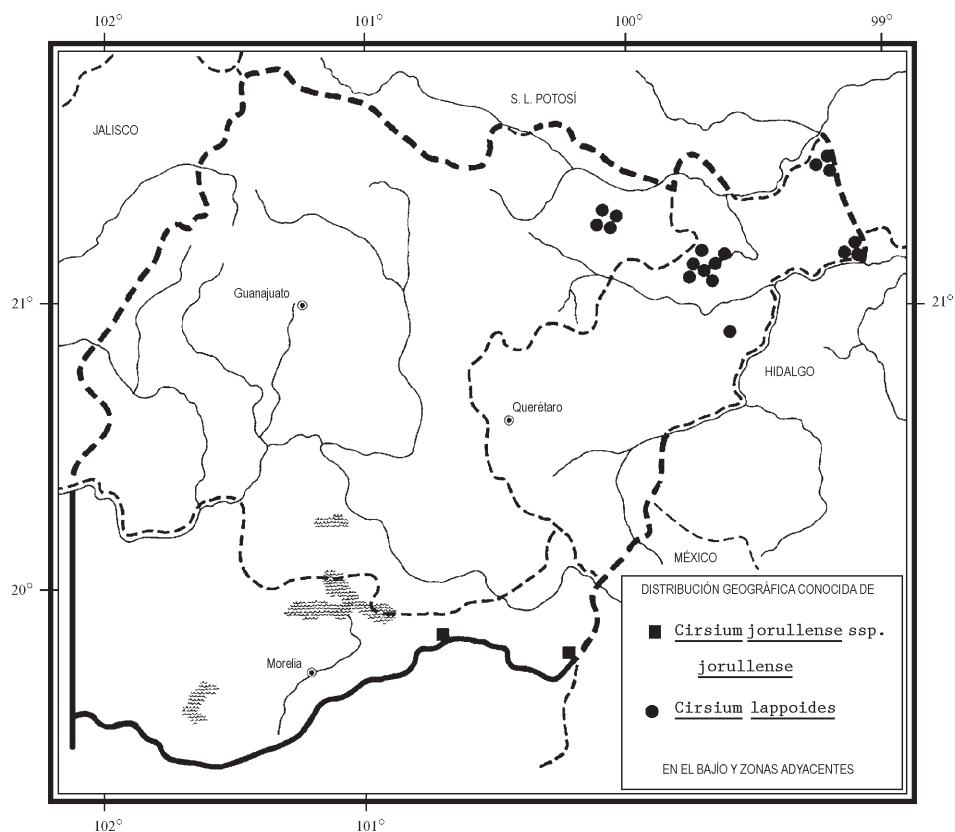 102° 101° 100° 99°
S. L. POTOSÍ
JALISCO
Guanajuato
21° 21°
HIDALGO
Querétaro
MÉXICO
20°
DISTRIBUCIÓN GEOGRÁFICA CONOCIDA DE
Cirsium jorullense ssp.
jorullense
Morelia
Cirsium lappoides
EN EL BAJÍO Y ZONAS ADYACENTES
102° 101°